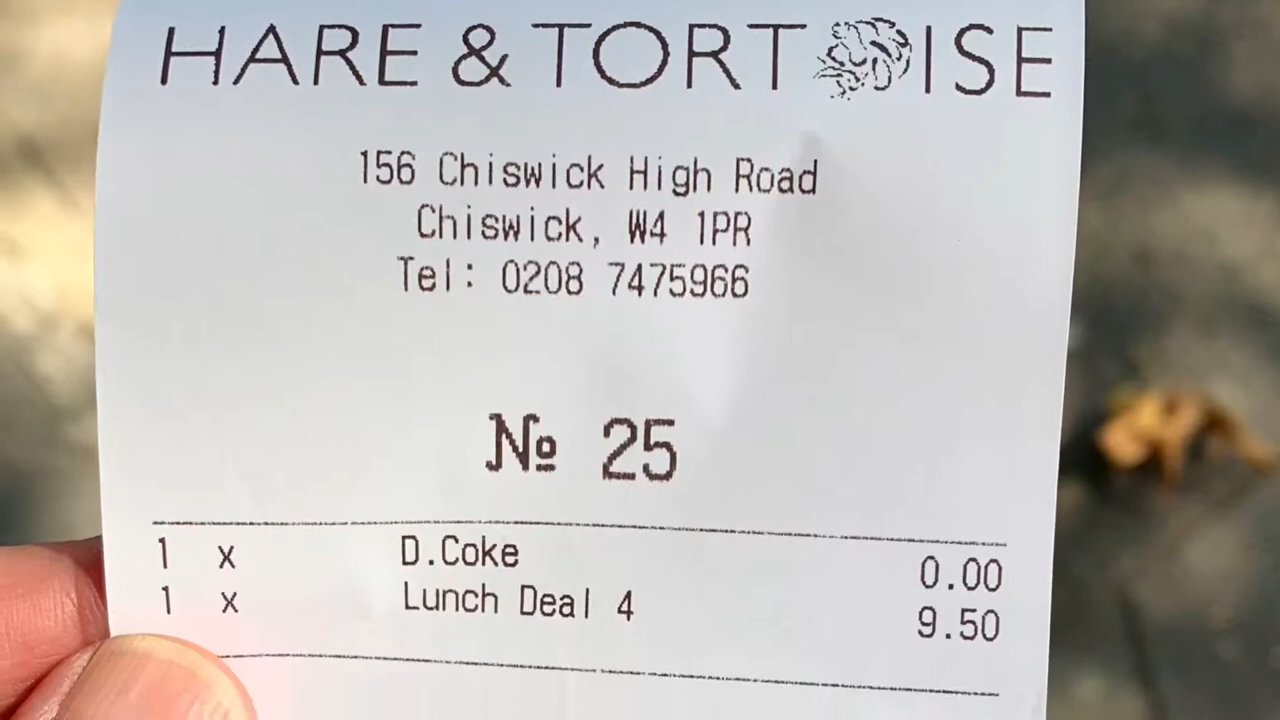 HARE & TORTOISE
156 Chiswick High Road
Chiswick, W4 1PR
Tel: 0208 7475966
№ 25
1 x D.Coke 0.00
1 x Lunch Deal 4 9.50